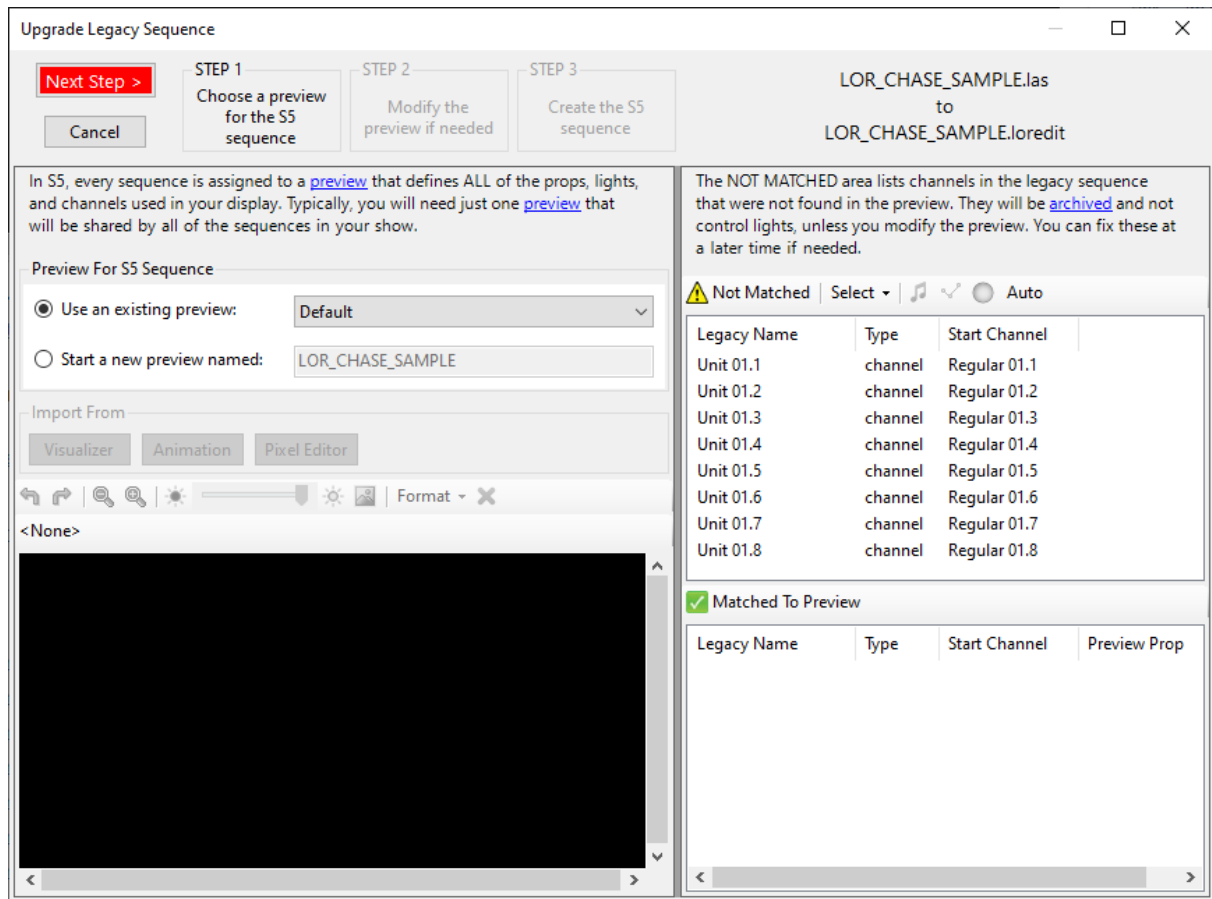 Upgrade Legacy Sequence
Next Step >
Cancel
STEP 1
Choose a preview
for the S5
sequence
STEP 2
Modify the
preview if needed
STEP 3
Create the S5
sequence
LOR_CHASE_SAMPLE.las
to
LOR_CHASE_SAMPLE.loredit
In S5, every sequence is assigned to a preview that defines ALL of the props, lights,
and channels used in your display. Typically, you will need just one preview that
will be shared by all of the sequences in your show.
Preview For S5 Sequence
Use an existing preview: Default
Start a new preview named: LOR_CHASE_SAMPLE
Import From
Visualizer Animation Pixel Editor
Format
<None>
The NOT MATCHED area lists channels in the legacy sequence
that were not found in the preview. They will be archived and not
control lights, unless you modify the preview. You can fix these at
a later time if needed.
Not Matched Select Auto
Legacy Name Type Start Channel
Unit 01.1 channel Regular 01.1
Unit 01.2 channel Regular 01.2
Unit 01.3 channel Regular 01.3
Unit 01.4 channel Regular 01.4
Unit 01.5 channel Regular 01.5
Unit 01.6 channel Regular 01.6
Unit 01.7 channel Regular 01.7
Unit 01.8 channel Regular 01.8
Matched To Preview
Legacy Name Type Start Channel Preview Prop